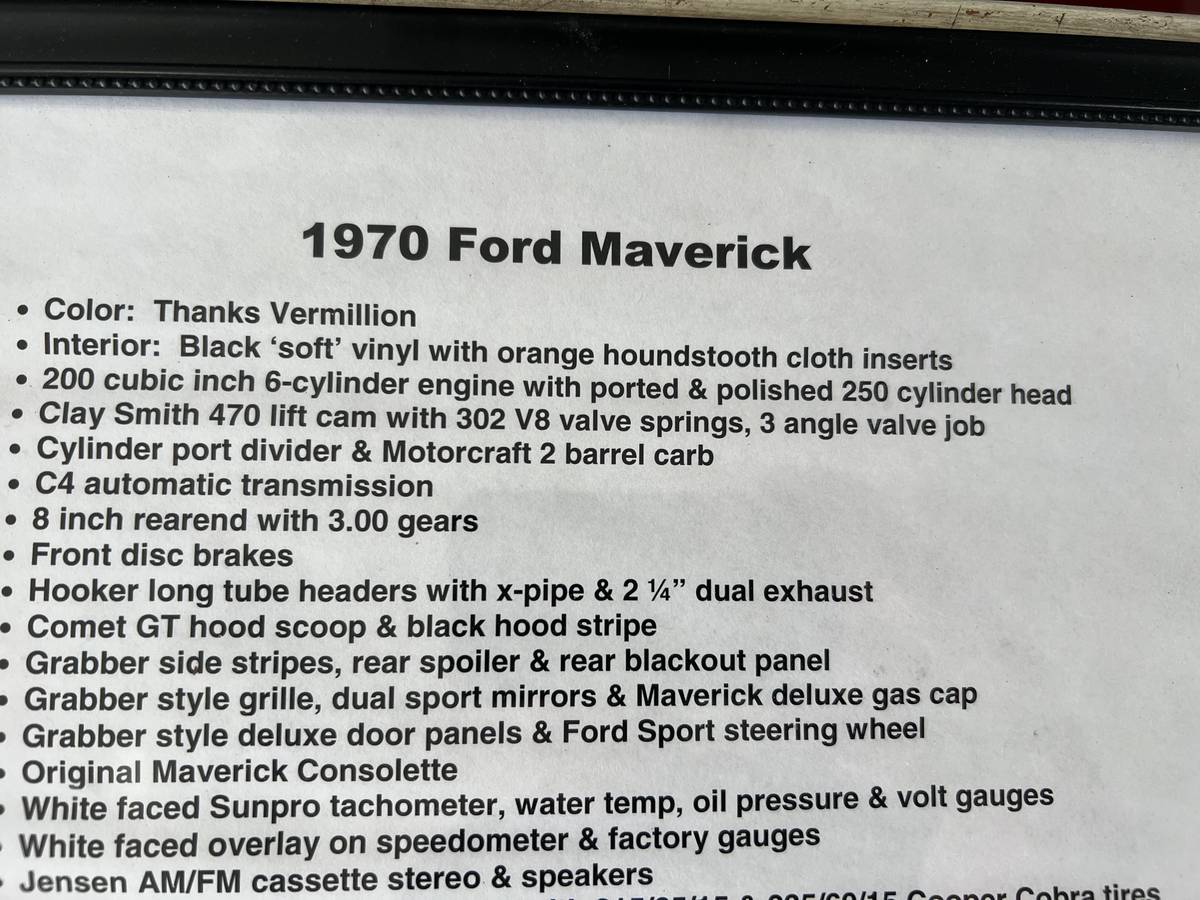 1970 Ford Maverick
• Color: Thanks Vermillion
• Interior: Black ‘soft’ vinyl with orange houndstooth cloth inserts
• 200 cubic inch 6-cylinder engine with ported & polished 250 cylinder head
• Clay Smith 470 lift cam with 302 V8 valve springs, 3 angle valve job
• Cylinder port divider & Motorcraft 2 barrel carb
• C4 automatic transmission
• 8 inch rearend with 3.00 gears
• Front disc brakes
• Hooker long tube headers with x-pipe & 2 ¼” dual exhaust
• Comet GT hood scoop & black hood stripe
• Grabber side stripes, rear spoiler & rear blackout panel
• Grabber style grille, dual sport mirrors & Maverick deluxe gas cap
• Grabber style deluxe door panels & Ford Sport steering wheel
• Original Maverick Consolette
• White faced Sunpro tachometer, water temp, oil pressure & volt gauges
• White faced overlay on speedometer & factory gauges
• Jensen AM/FM cassette stereo & speakers
Cooper Cobra tires